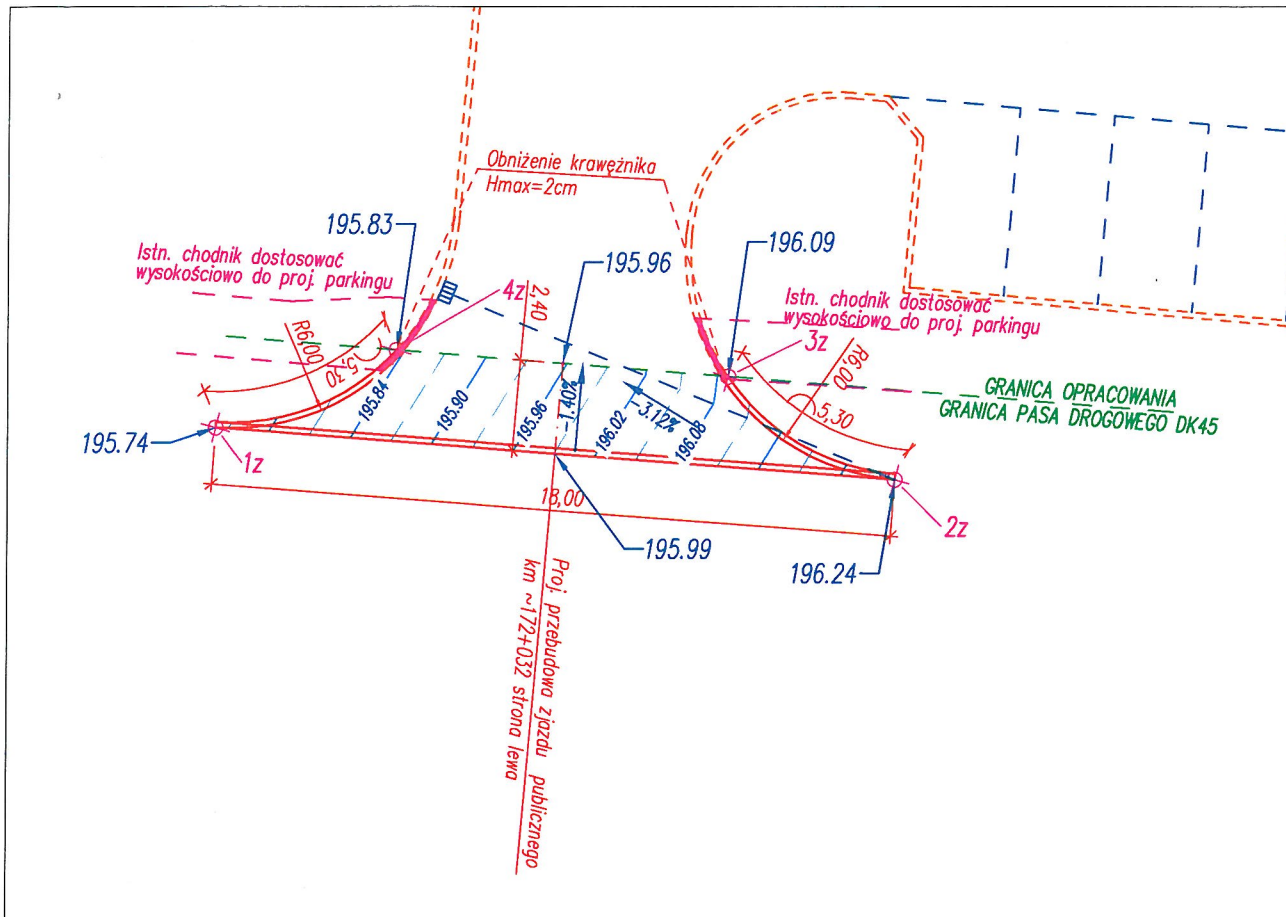 Obniżenie krawężnika
Hmax=2cm
195.83
196.09
Istn. chodnik dostosować
wysokościowo do proj. parkingu
195.96
4z
2,40
Istn. chodnik dostosować
wysokościowo do proj. parkingu
3z
R6,00
5,30
R6,00
5,30
GRANICA OPRACOWANIA
GRANICA PASA DROGOWEGO DK45
195.84
195.90
195.96
-1.40%
196.02
-3.112%
196.08
195.74
1z
18,00
2z
195.99
196.24
Proj. przebudowa zjazdu publicznego
km ~172+032 strona lewa